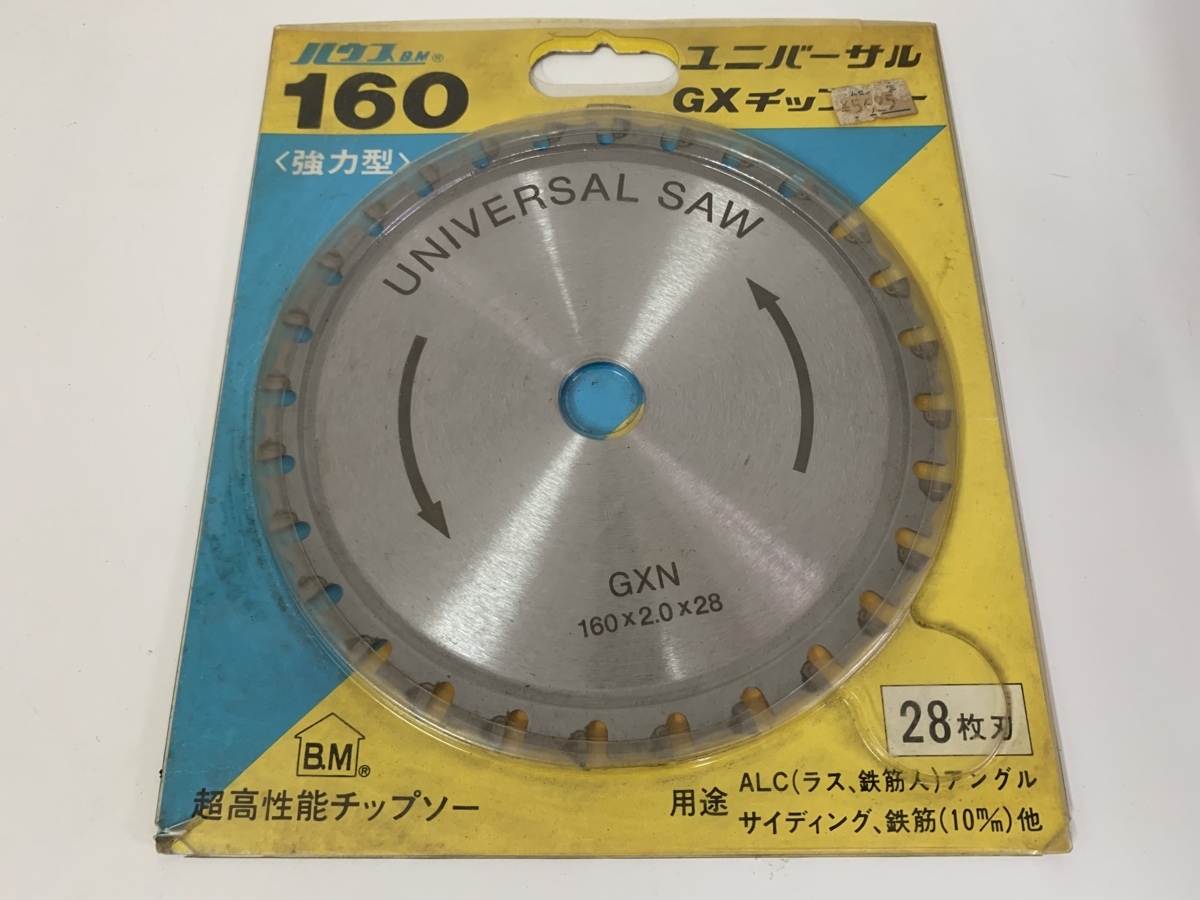 ハウスB.M®
160
〈強力型〉
ユニバーサル
GXチップソー
UNIVERSAL SAW
GXN
160×2.0×28
28枚刃
B.M®
超高性能チップソー
用途
ALC(ラス、鉄筋入)アングル
サイディング、鉄筋(10m/m)他